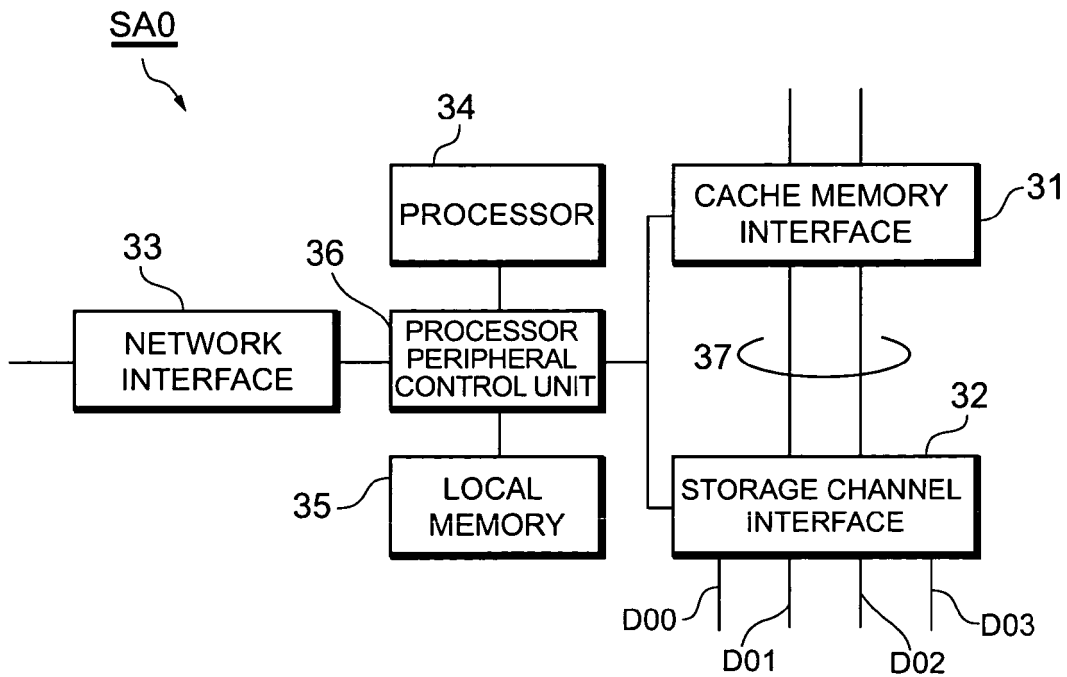 SA0
34
PROCESSOR
CACHE MEMORY
INTERFACE
31
33
36
NETWORK
INTERFACE
PROCESSOR
PERIPHERAL
CONTROL UNIT
37
32
35
LOCAL
MEMORY
STORAGE CHANNEL
iNTERFACE
D00
D01
D02
D03